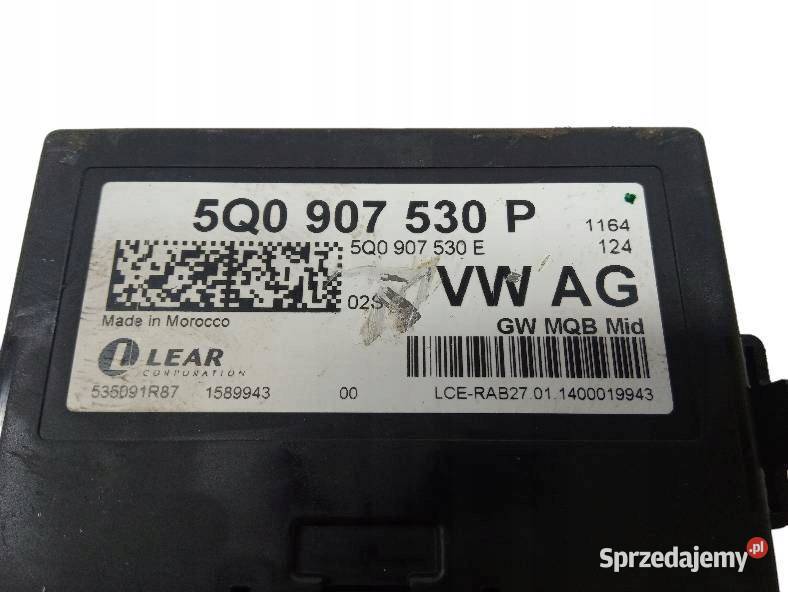 5Q0 907 530 P
1164
5Q0 907 530 E
124
VW AG
Made in Morocco
GW MQB Mid
LEAR
CORPORATION
535091R87 1589943 00 LCE-RAB27.01.1400019943
Sprzedajemy.pl